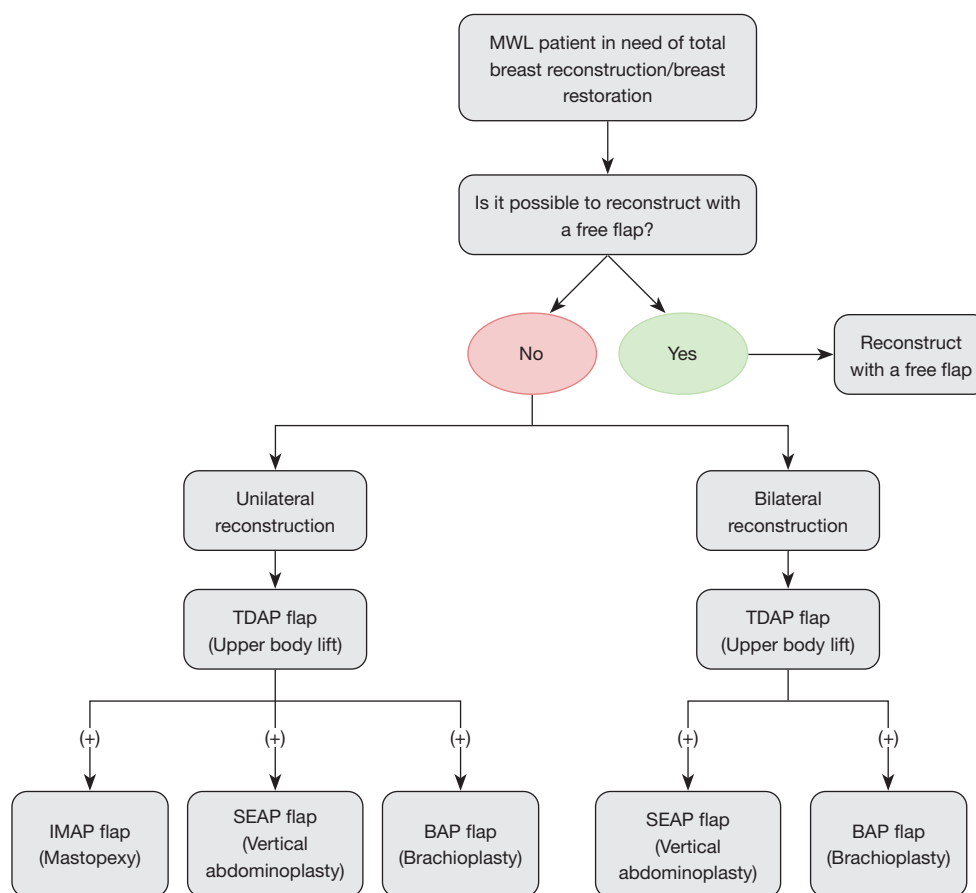 MWL patient in need of total
breast reconstruction/breast
restoration
Is it possible to reconstruct with
a free flap?
No
Yes
Reconstruct
with a free flap
Unilateral
reconstruction
Bilateral
reconstruction
TDAP flap
(Upper body lift)
TDAP flap
(Upper body lift)
(+)
(+)
(+)
(+)
(+)
IMAP flap
(Mastopexy)
SEAP flap
(Vertical
abdominoplasty)
BAP flap
(Brachioplasty)
SEAP flap
(Vertical
abdominoplasty)
BAP flap
(Brachioplasty)